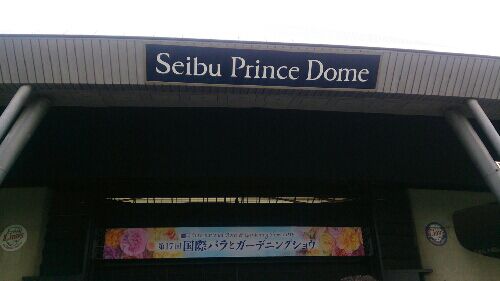 Seibu Prince Dome
第17回 国際バラとガーデニングショウ